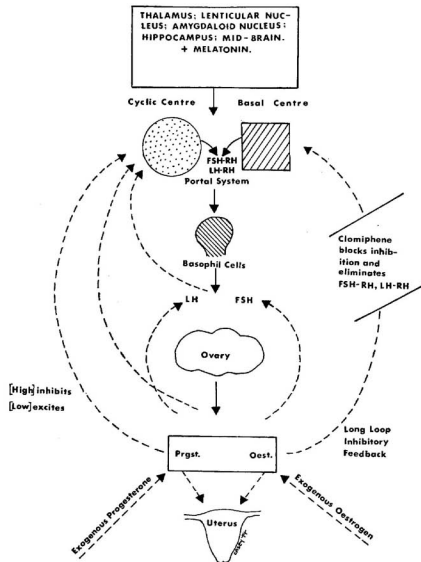 THALAMUS; LENTICULAR NUC-
LEUS; AMYGDALOID NUCLEUS;
HIPPOCAMPUS; MID-BRAIN.
+ MELATONIN.
Cyclic Centre
Basal Centre
FSH-RH
LH-RH
Portal System
Basophil Cells
Clomiphene
blocks inhib-
ition and
eliminates
FSH-RH, LH-RH
LH
FSH
Ovary
[High] inhibits
[Low] excites
Long Loop
Inhibitory
Feedback
Prgst.
Oest.
Exogenous Progesterone
Exogenous Oestrogen
Uterus